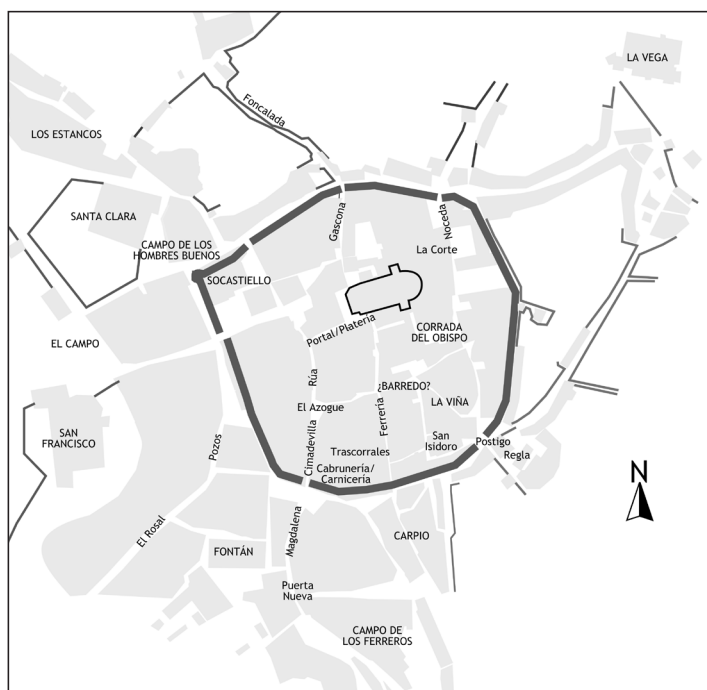 LA VEGA
Foncalada
LOS ESTANCOS
SANTA CLARA
Gascona
Noceda
CAMPO DE LOS
HOMBRES BUENOS
La Corte
SOCASTIELLO
Portal/Platería
CORRADA
DEL OBISPO
EL CAMPO
Rúa
¿BARREDO?
LA VIÑA
El Azogue
Ferrería
SAN
FRANCISCO
Pozos
Cimadevilla
San
Isidoro
Postigo
Regla
Trascorrales
Cabrunería/
Carnicería
N
El Rosal
Magdalena
FONTÁN
CARPIO
Puerta
Nueva
CAMPO DE
LOS FERREROS